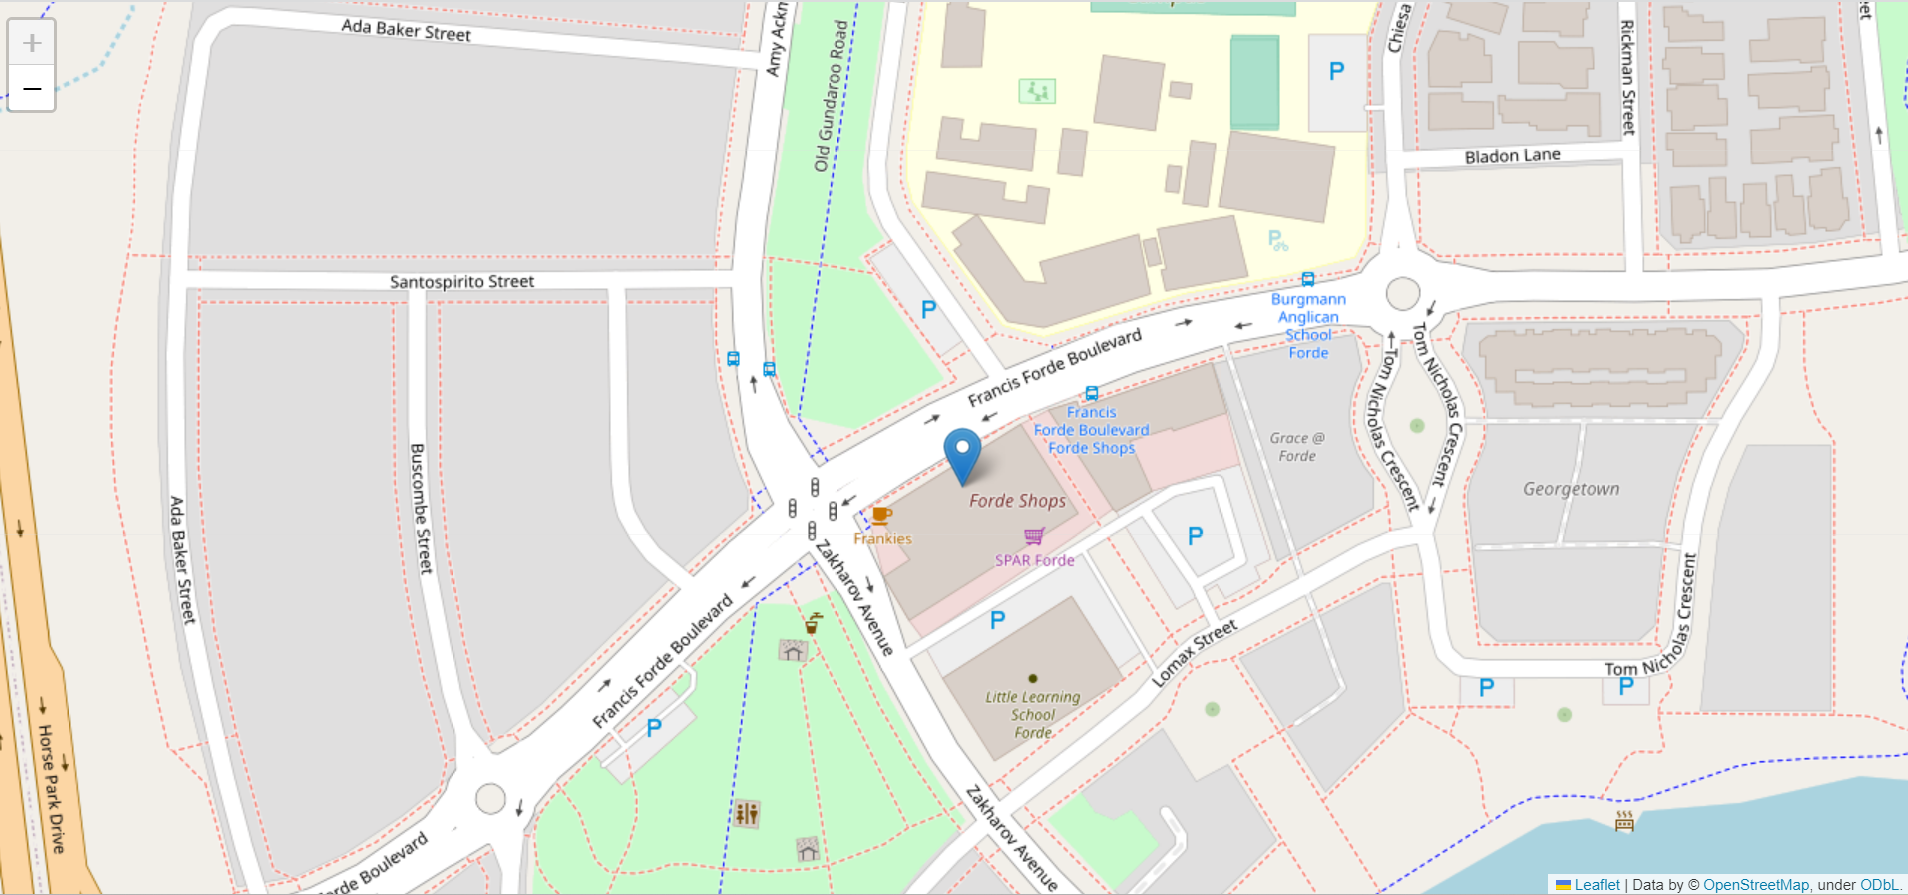 +
−
Ada Baker Street
Amy Ackn
Old Gundaroo Road
P
Chiesa
Rickman Street
eet
Bladon Lane
Santospirito Street
P
P
Burgmann
Anglican
School
Forde
Francis Forde Boulevard
Francis
Forde Boulevard
Forde Shops
Tom Nicholas Crescent
Tom Nicholas Crescent
Grace @
Forde
Georgetown
Forde Shops
Frankies
SPAR Forde
P
P
Buscombe Street
Ada Baker Street
Zakharov Avenue
Francis Forde Boulevard
Lomax Street
Little Learning
School
Forde
Tom Nicholas Crescent
P
P
P
Horse Park Drive
Zakharov Avenue
Forde Boulevard
Leaflet | Data by © OpenStreetMap, under ODbL.